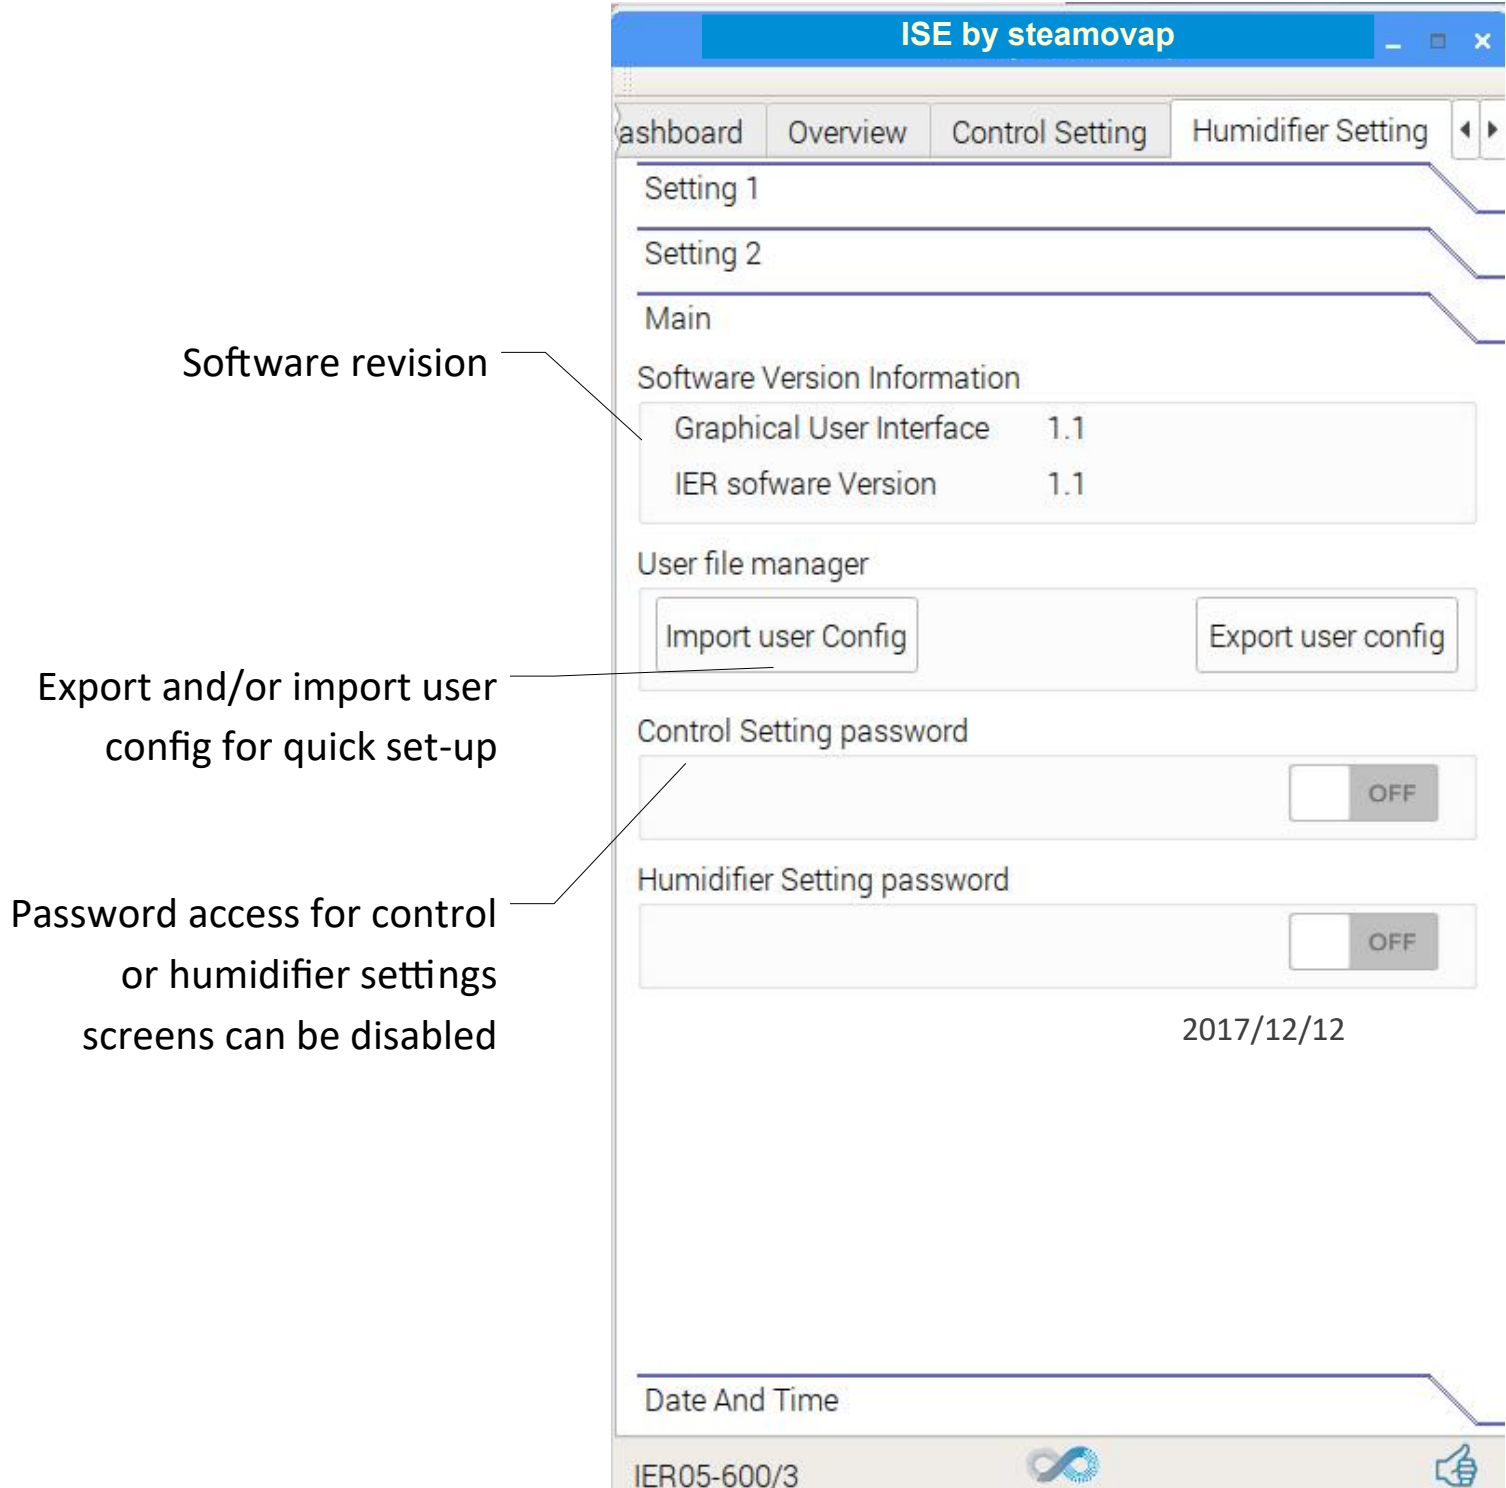 ISE by steamovap
ashboard Overview Control Setting Humidifier Setting
Setting 1
Setting 2
Main
Software revision
Software Version Information
Graphical User Interface 1.1
IER sofware Version 1.1
User file manager
Import user Config Export user config
Export and/or import user
config for quick set-up
Control Setting password
OFF
Humidifier Setting password
OFF
Password access for control
or humidifier settings
screens can be disabled
2017/12/12
Date And Time
IER05-600/3